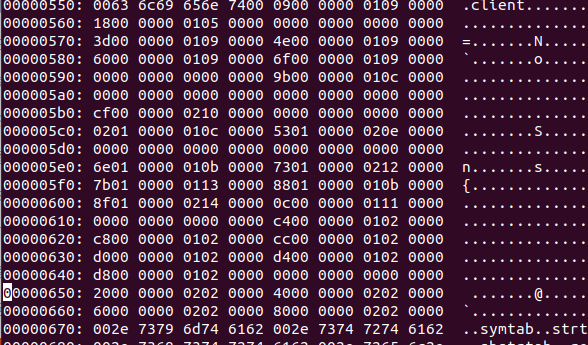 00000550: 0063 6c69 656e 7400 0900 0000 0109 0000 .client.........
00000560: 1800 0000 0105 0000 0000 0000 0000 0000 ................
00000570: 3d00 0000 0109 0000 4e00 0000 0109 0000 =.......N.......
00000580: 6000 0000 0109 0000 6f00 0000 0109 0000 `.......o.......
00000590: 0000 0000 0000 0000 9b00 0000 010c 0000 ................
000005a0: 0000 0000 0000 0000 0000 0000 0000 0000 ................
000005b0: cf00 0000 0210 0000 0000 0000 0000 0000 ................
000005c0: 0201 0000 010c 0000 5301 0000 020e 0000 ........S.......
000005d0: 0000 0000 0000 0000 0000 0000 0000 0000 ................
000005e0: 6e01 0000 010b 0000 7301 0000 0212 0000 n.......s.......
000005f0: 7b01 0000 0113 0000 8801 0000 010b 0000 {...............
00000600: 8f01 0000 0214 0000 0c00 0000 0111 0000 ................
00000610: 0000 0000 0000 0000 c400 0000 0102 0000 ................
00000620: c800 0000 0102 0000 cc00 0000 0102 0000 ................
00000630: d000 0000 0102 0000 d400 0000 0102 0000 ................
00000640: d800 0000 0102 0000 0000 0000 0000 0000 ................
00000650: 2000 0000 0202 0000 4000 0000 0202 0000 .......@.......
00000660: 6000 0000 0202 0000 8000 0000 0202 0000 `...............
00000670: 002e 7379 6d74 6162 002e 7374 7274 6162 ..symtab..strt